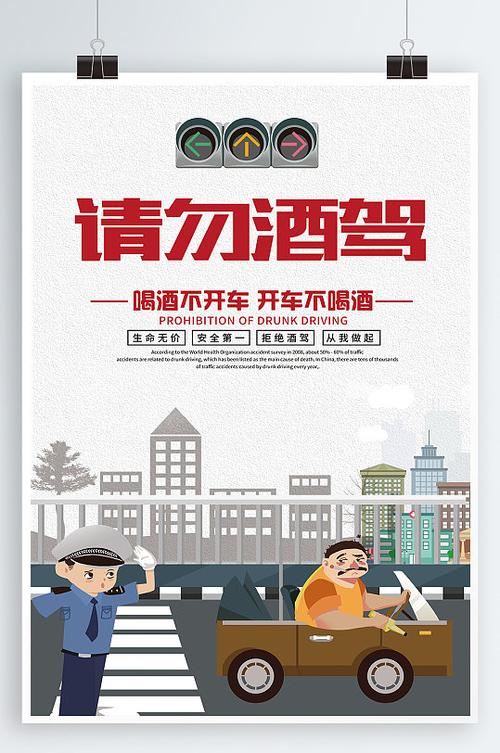 请勿酒驾
喝酒不开车 开车不喝酒
PROHIBITION OF DRUNK DRIVING
生命无价 安全第一 拒绝酒驾 从我做起
According to the World Health Organization accident survey in 2008, about 50% - 60% of traffic
accidents are related to drunk driving, which has been listed as the main cause of death. In China, there are tens of thousands
of traffic accidents caused by drunk driving every year.